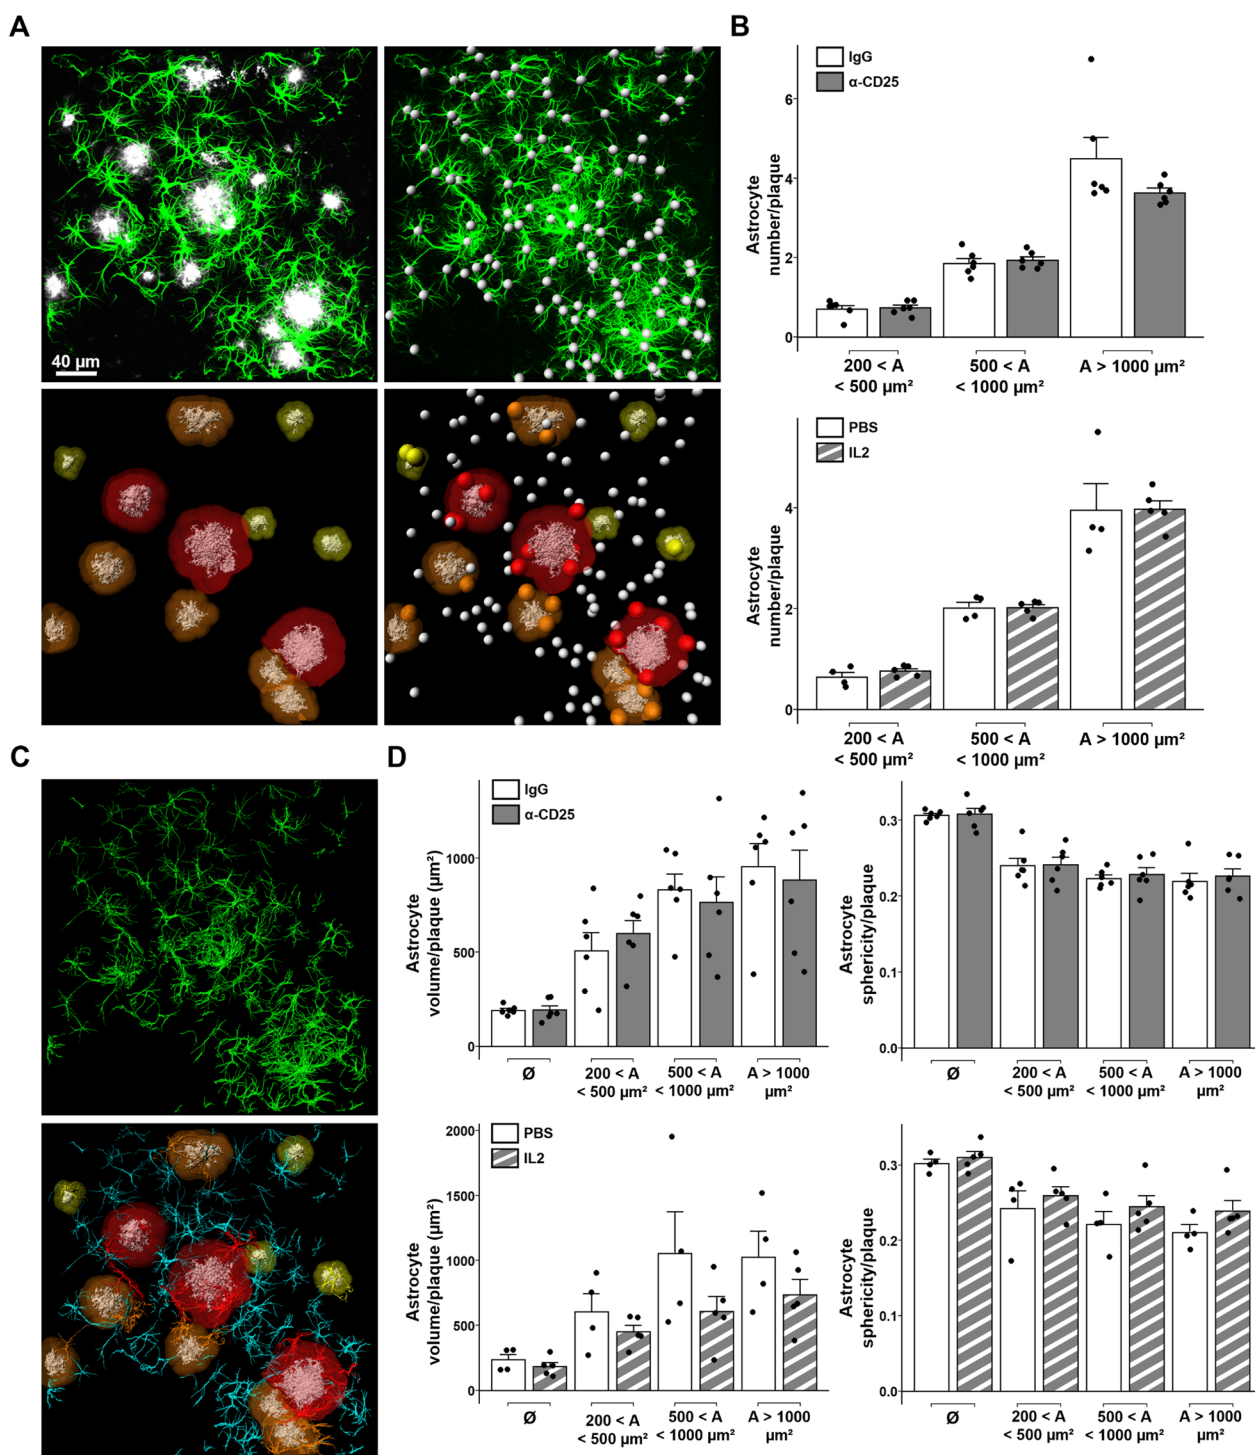 A
40 µm
B
IgG
α-CD25
Astrocyte
number/plaque
6
4
2
0
200 < A
< 500 µm²
500 < A
< 1000 µm²
A > 1000 µm²
PBS
IL2
Astrocyte
number/plaque
4
2
0
200 < A
< 500 µm²
500 < A
< 1000 µm²
A > 1000 µm²
C
D
IgG
α-CD25
Astrocyte
volume/plaque (µm²)
1000
500
0
Ø
200 < A
< 500 µm²
500 < A
< 1000 µm²
A > 1000
µm²
Astrocyte
sphericity/plaque
0.3
0.2
0.1
0.0
Ø
200 < A
< 500 µm²
500 < A
< 1000 µm²
A > 1000
µm²
PBS
IL2
Astrocyte
volume/plaque (µm²)
2000
1500
1000
500
0
Ø
200 < A
< 500 µm²
500 < A
< 1000 µm²
A > 1000
µm²
Astrocyte
sphericity/plaque
0.3
0.2
0.1
0.0
Ø
200 < A
< 500 µm²
500 < A
< 1000 µm²
A > 1000
µm²